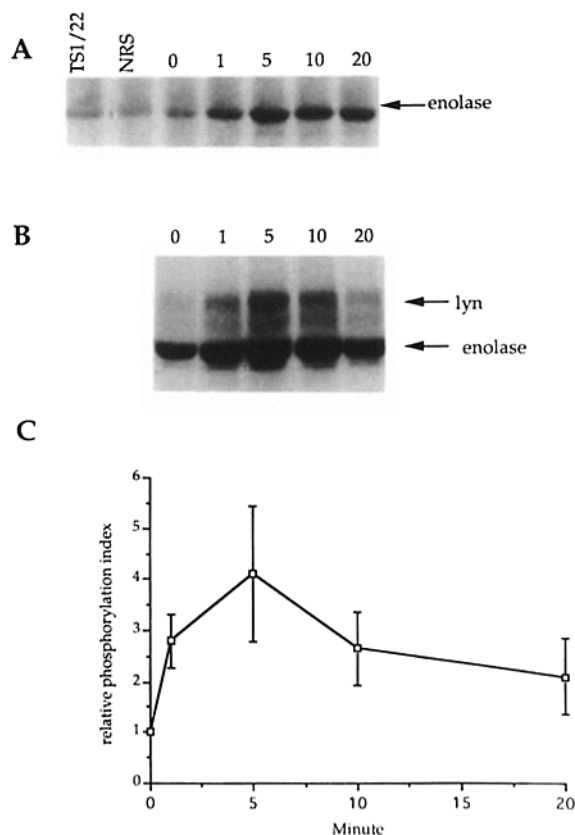 A
TS1/22 NRS 0 1 5 10 20
enolase
B
0 1 5 10 20
lyn
enolase
C
6
5
4
3
2
1
0
relative phosphorylation index
0 5 10 15 20
Minute